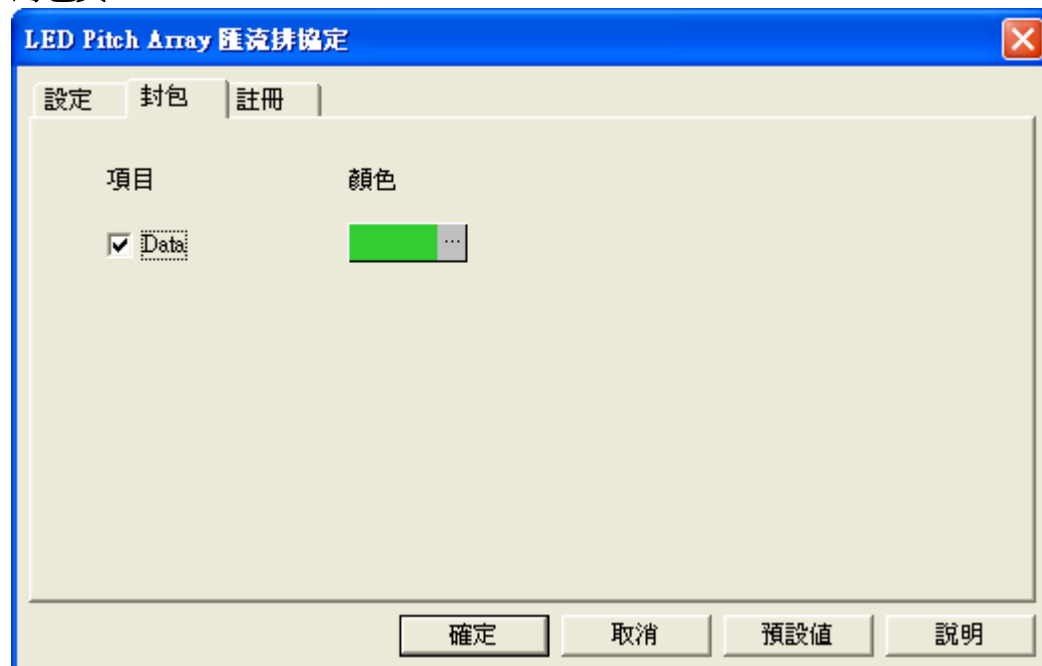 LED Pitch Array 匯流排協定
設定 封包 註冊
項目 顏色
Data ...
確定 取消 預設值 說明